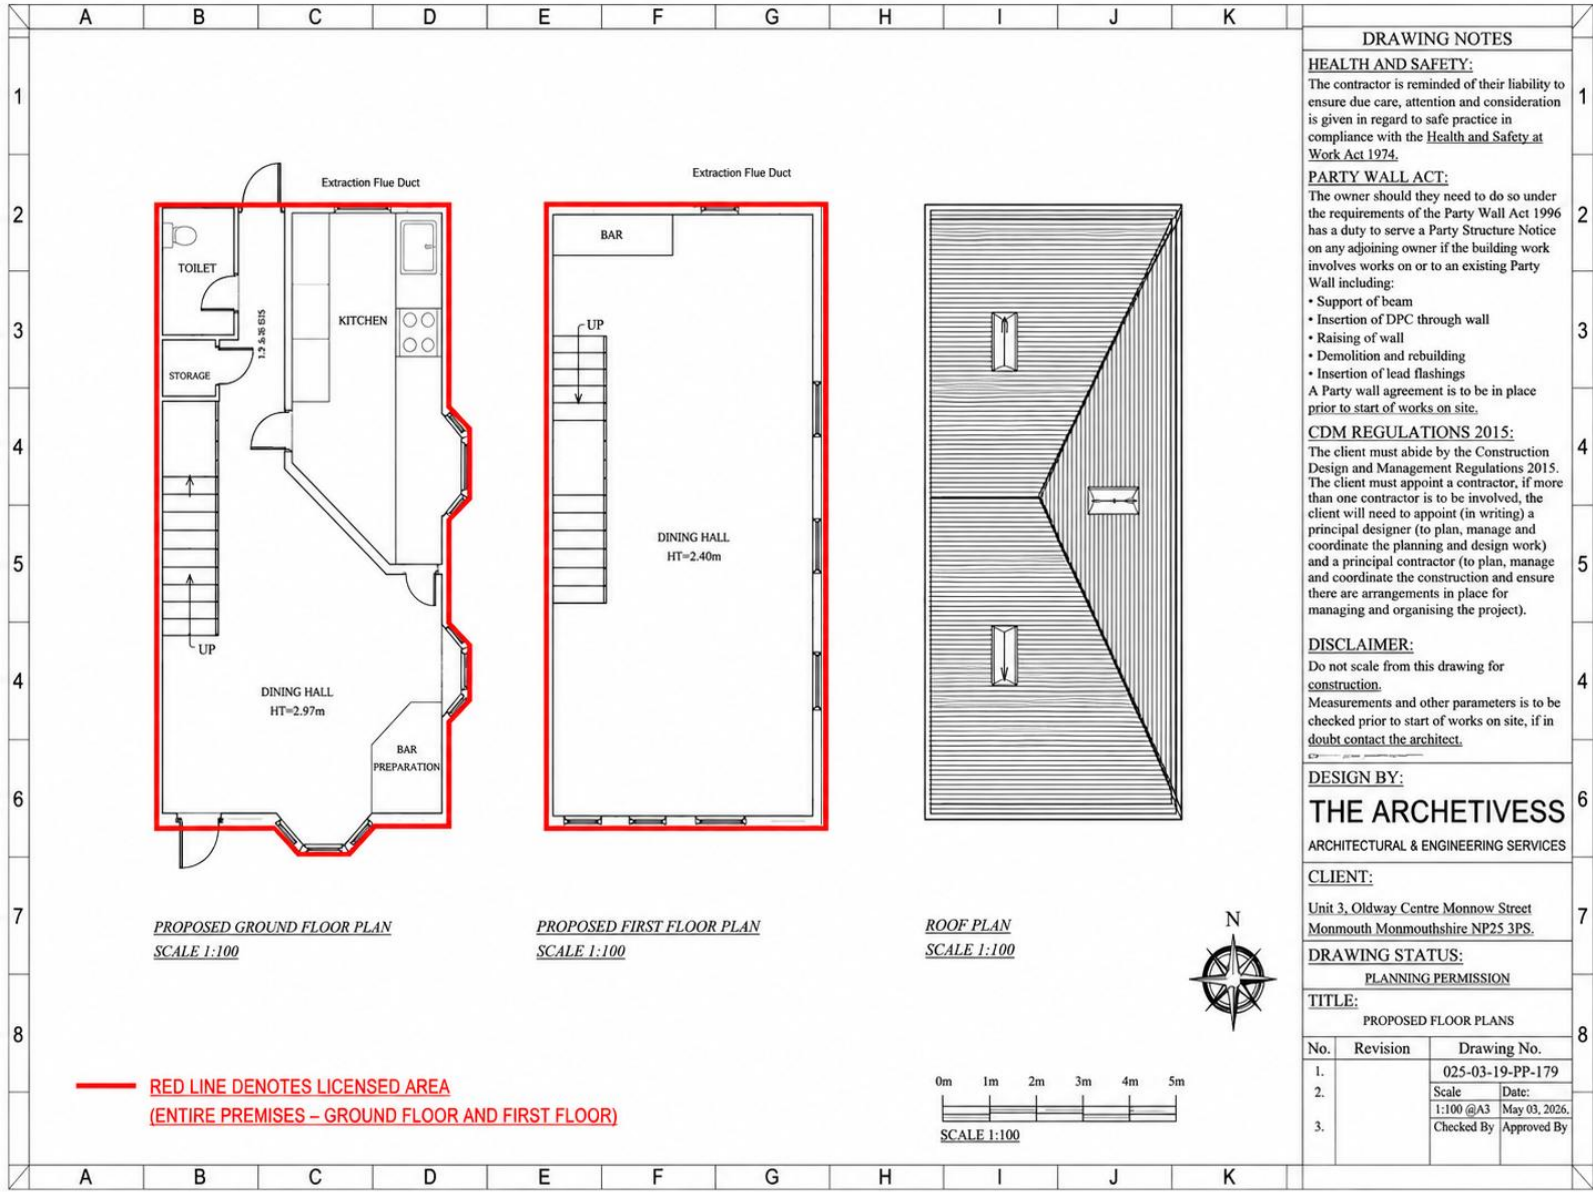 A B C D E F G H I J K
1
2
3
4
5
4
6
7
8
Extraction Flue Duct
TOILET
KITCHEN
STORAGE
UP
DINING HALL
HT=2.97m
BAR
PREPARATION
PROPOSED GROUND FLOOR PLAN
SCALE 1:100
Extraction Flue Duct
BAR
UP
DINING HALL
HT=2.40m
PROPOSED FIRST FLOOR PLAN
SCALE 1:100
ROOF PLAN
SCALE 1:100
N
RED LINE DENOTES LICENSED AREA
(ENTIRE PREMISES – GROUND FLOOR AND FIRST FLOOR)
0m 1m 2m 3m 4m 5m
SCALE 1:100
A B C D E F G H I J K
DRAWING NOTES
HEALTH AND SAFETY:
The contractor is reminded of their liability to
ensure due care, attention and consideration
is given in regard to safe practice in
compliance with the Health and Safety at
Work Act 1974.
PARTY WALL ACT:
The owner should they need to do so under
the requirements of the Party Wall Act 1996
has a duty to serve a Party Structure Notice
on any adjoining owner if the building work
involves works on or to an existing Party
Wall including:
• Support of beam
• Insertion of DPC through wall
• Raising of wall
• Demolition and rebuilding
• Insertion of lead flashings
A Party wall agreement is to be in place
prior to start of works on site.
CDM REGULATIONS 2015:
The client must abide by the Construction
Design and Management Regulations 2015.
The client must appoint a contractor, if more
than one contractor is to be involved, the
client will need to appoint (in writing) a
principal designer (to plan, manage and
coordinate the planning and design work)
and a principal contractor (to plan, manage
and coordinate the construction and ensure
there are arrangements in place for
managing and organising the project).
DISCLAIMER:
Do not scale from this drawing for
construction.
Measurements and other parameters is to be
checked prior to start of works on site, if in
doubt contact the architect.
DESIGN BY:
THE ARCHETIVESS
ARCHITECTURAL & ENGINEERING SERVICES
CLIENT:
Unit 3, Oldway Centre Monnow Street
Monmouth Monmouthshire NP25 3PS.
DRAWING STATUS:
PLANNING PERMISSION
TITLE:
PROPOSED FLOOR PLANS
No. Revision Drawing No.
1. 025-03-19-PP-179
2. Scale Date:
1:100 @A3 May 03, 2026,
3. Checked By Approved By
1
2
3
4
5
4
6
7
8